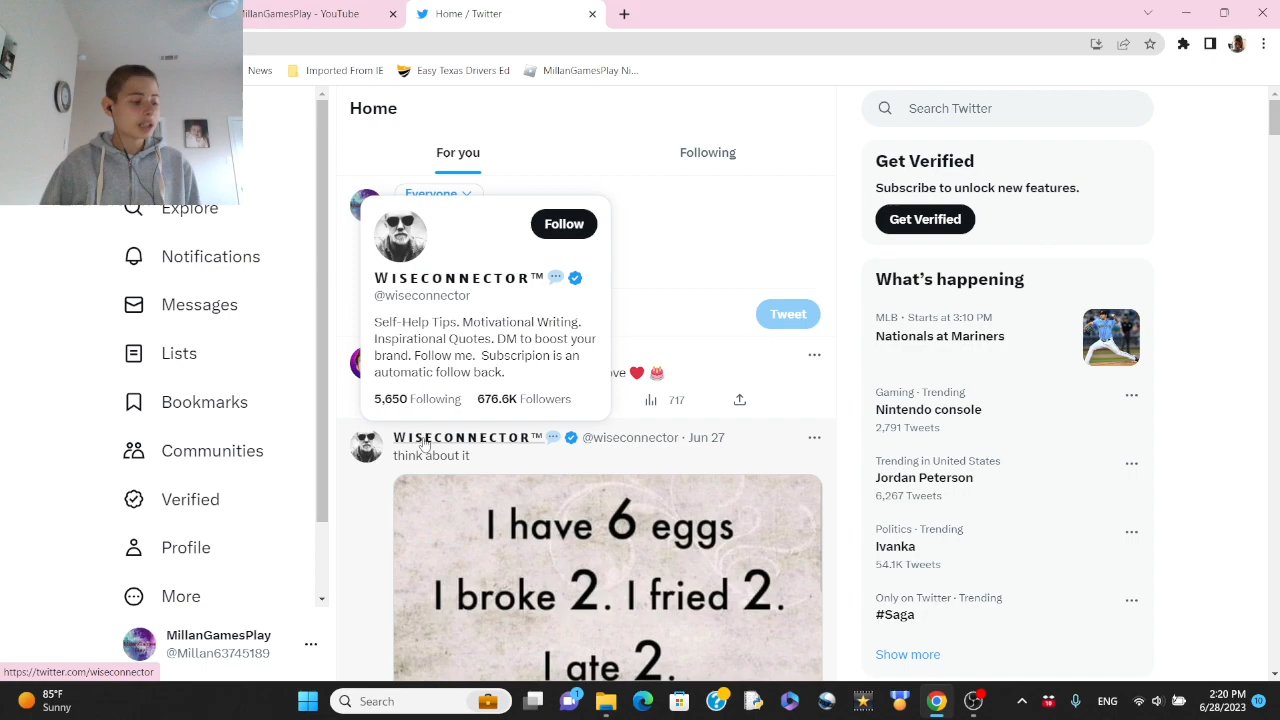 MillanGamesPlay - YouTube
Home / Twitter
News
Imported From IE
Easy Texas Drivers Ed
MillanGamesPlay Ni...
Explore
Notifications
Messages
Lists
Bookmarks
Communities
Verified
Profile
More
MillanGamesPlay
@Millan63745189
https://twitter.com/wiseconnector
Home
For you
Following
Everyone
Follow
WISECONNECTOR™
@wiseconnector
Self-Help Tips. Motivational Writing.
Inspirational Quotes. DM to boost your
brand. Follow me. Subscripion is an
automatic follow back.
5,650 Following 676.6K Followers
Tweet
717
WISECONNECTOR™ @wiseconnector · Jun 27
think about it
I have 6 eggs
I broke 2. I fried 2.
I ate 2.
Search Twitter
Get Verified
Subscribe to unlock new features.
Get Verified
What's happening
MLB · Starts at 3:10 PM
Nationals at Mariners
Gaming · Trending
Nintendo console
2,791 Tweets
Trending in United States
Jordan Peterson
6,267 Tweets
Politics · Trending
Ivanka
54.1K Tweets
Only on Twitter · Trending
#Saga
Show more
85°F
Sunny
Search
1
10
ENG
2:20 PM
6/28/2023
10